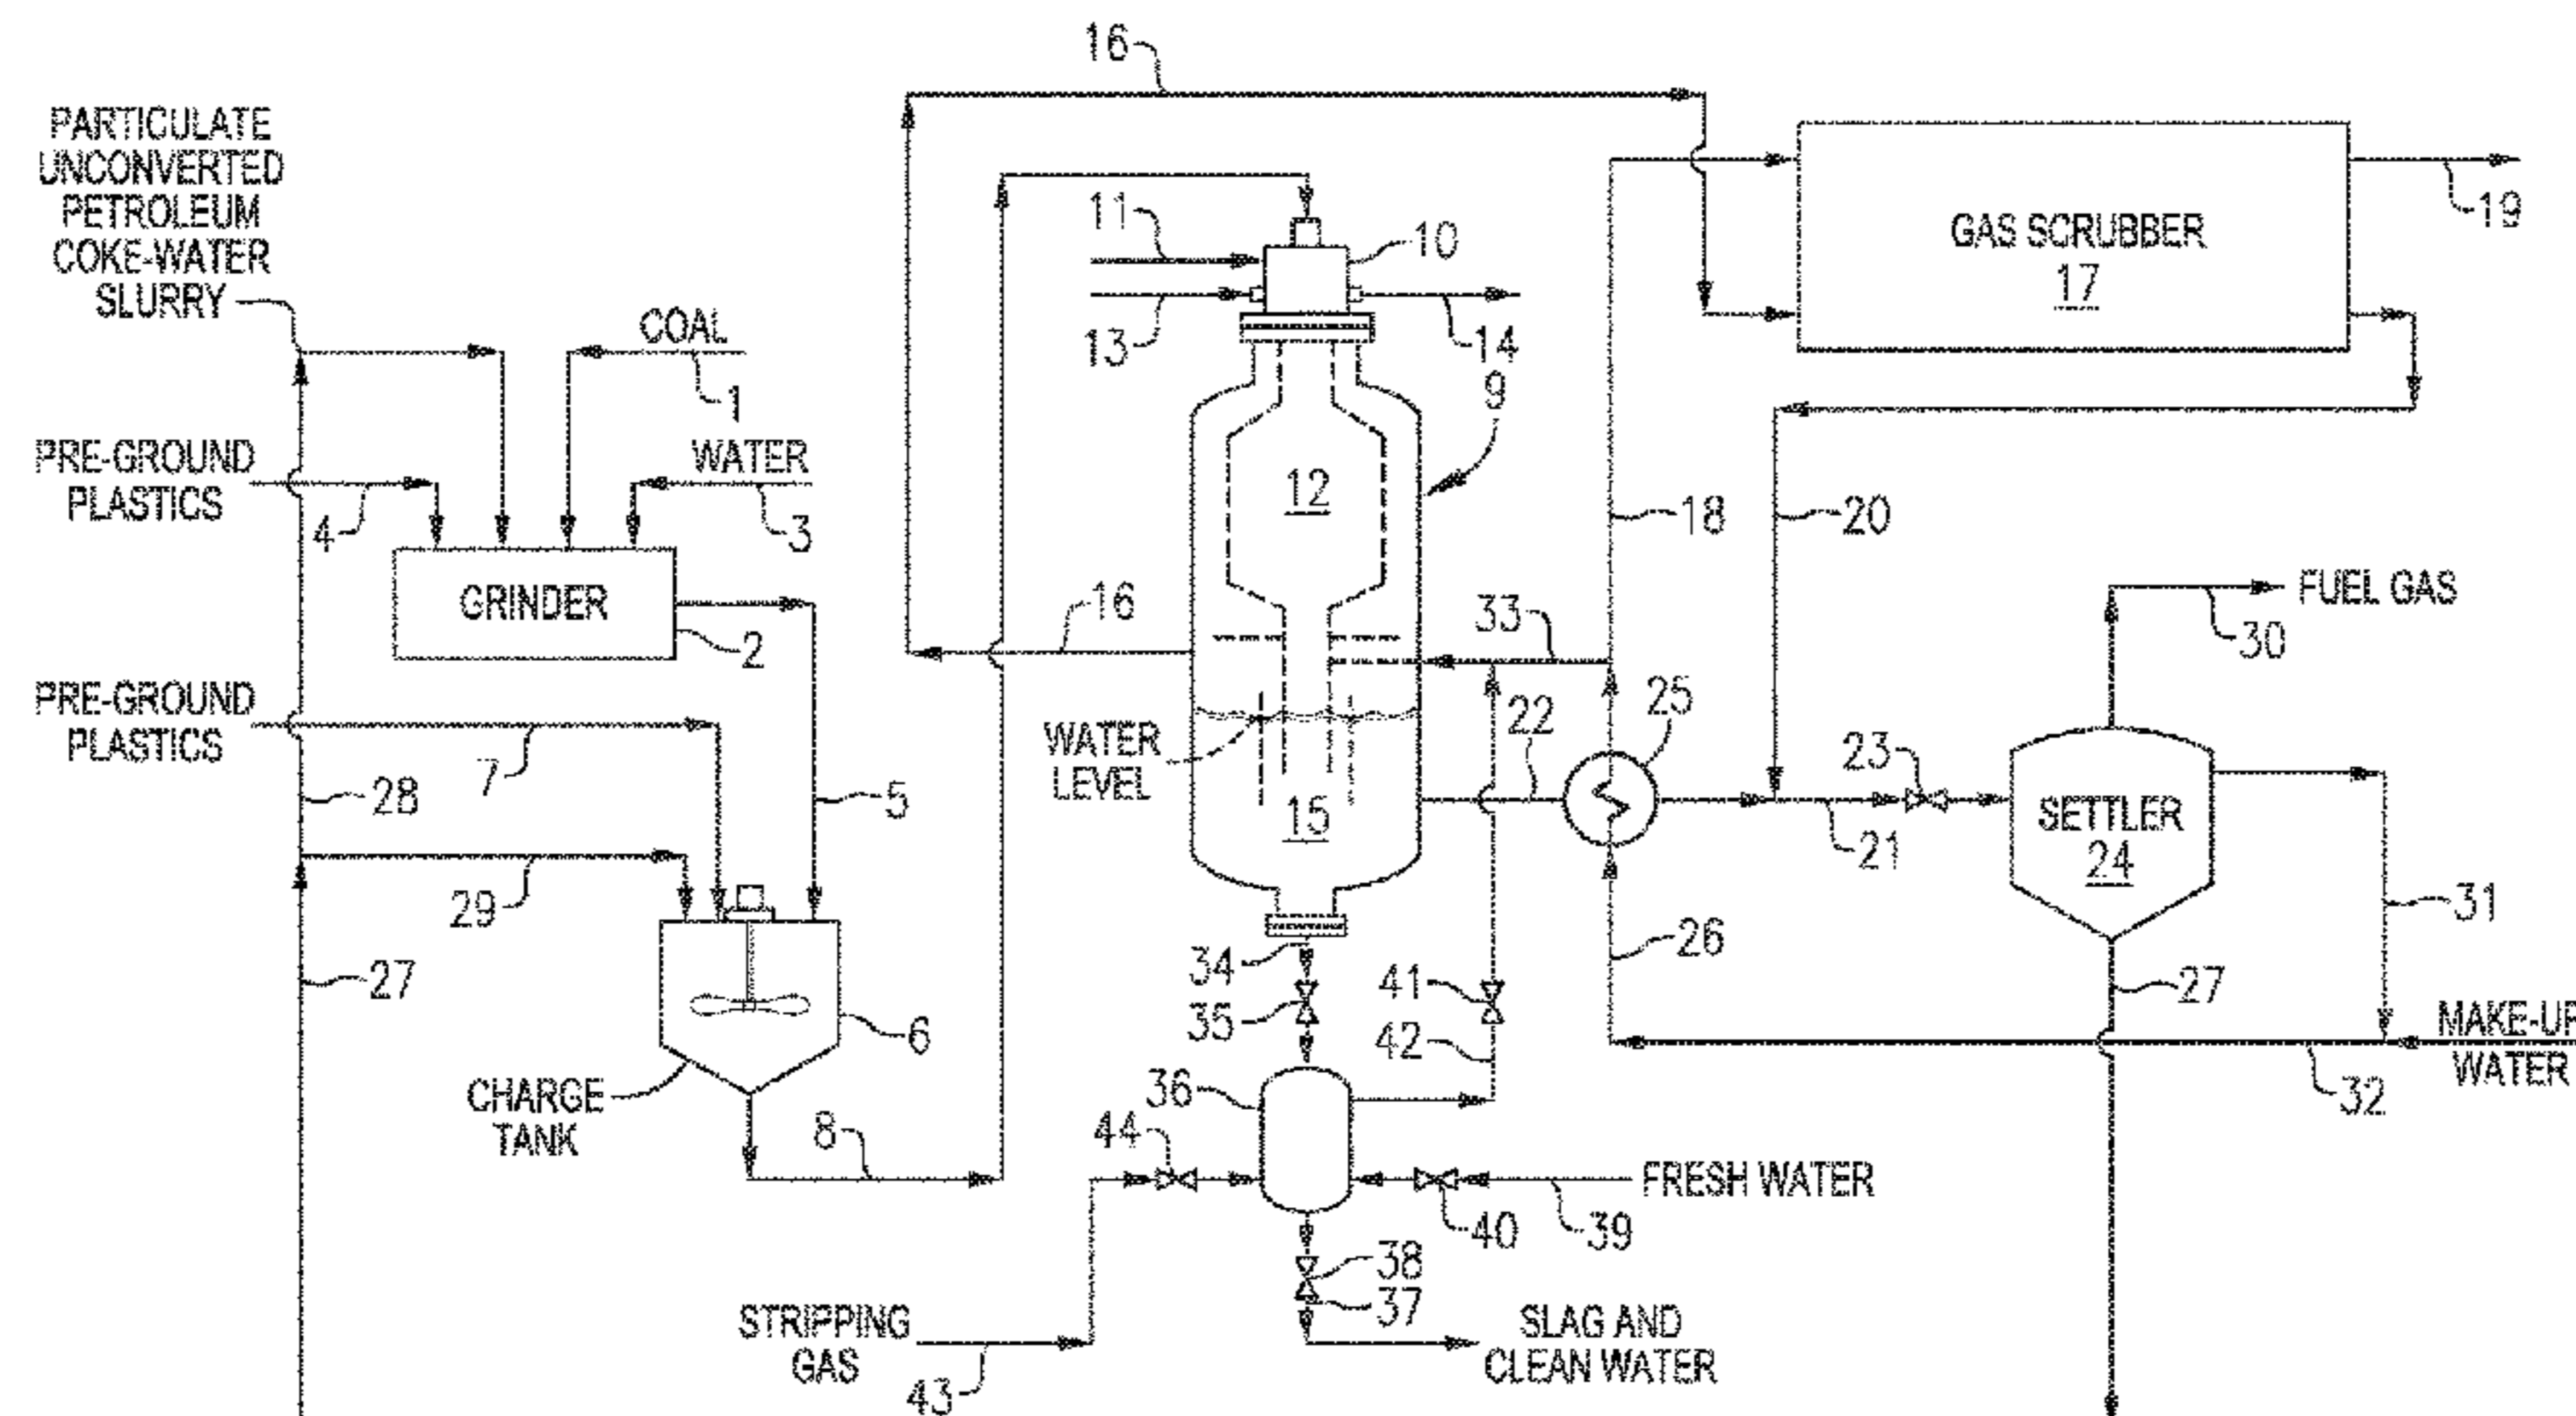 16
PARTICULATE
UNCONVERTED
PETROLEUM
COKE-WATER
SLURRY
COAL
1
PRE-GROUND
PLASTICS
4
WATER
3
GRINDER
2
PRE-GROUND
PLASTICS
7
28
5
29
27
6
CHARGE
TANK
8
11
10
13
14
9
12
16
33
WATER
LEVEL
15
22
25
34
35
41
42
36
44
FRESH WATER
40
39
38
37
STRIPPING
GAS
43
SLAG AND
CLEAN WATER
GAS SCRUBBER
17
19
18
20
FUEL GAS
30
23
SETTLER
24
21
31
26
27
MAKE-UP
WATER
32